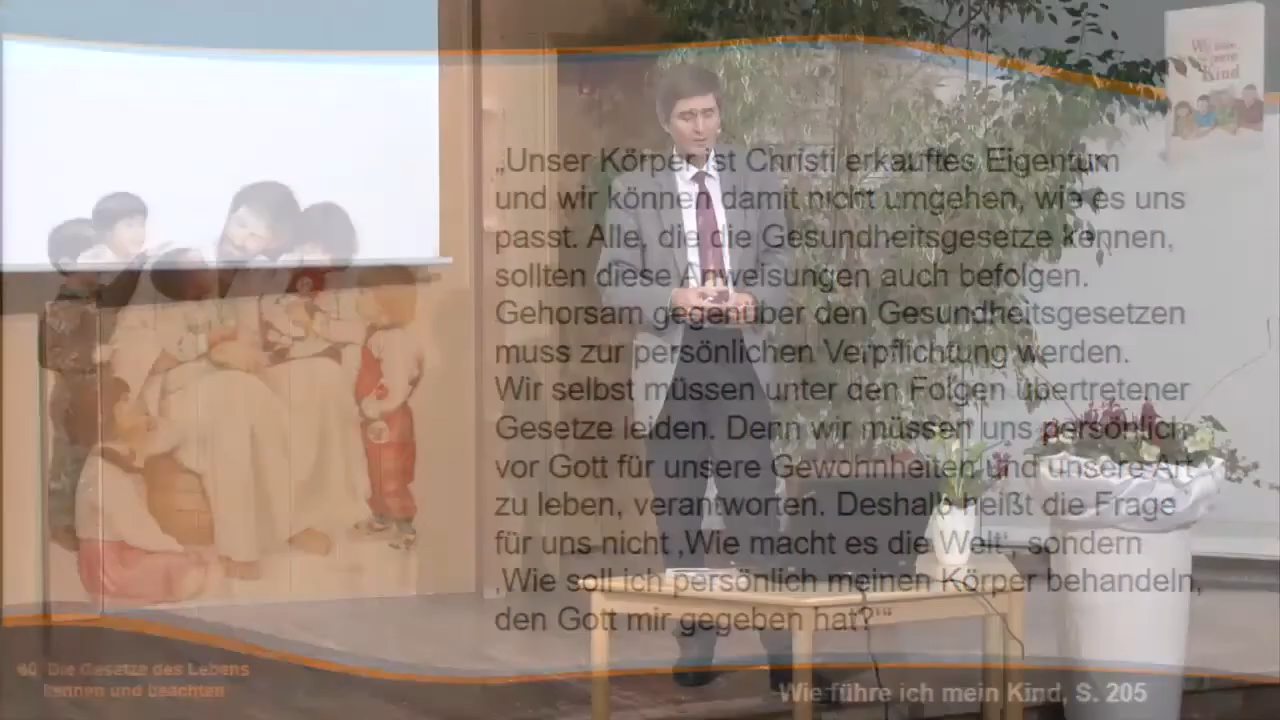 Wie führe
ich mein
Kind
„Unser Körper ist Christi erkauftes Eigentum
und wir können damit nicht umgehen, wie es uns
passt. Alle, die die Gesundheitsgesetze kennen,
sollten diese Anweisungen auch befolgen.
Gehorsam gegenüber den Gesundheitsgesetzen
muss zur persönlichen Verpflichtung werden.
Wir selbst müssen unter den Folgen übertretener
Gesetze leiden. Denn wir müssen uns persönlich
vor Gott für unsere Gewohnheiten und unsere Art
zu leben, verantworten. Deshalb heißt die Frage
für uns nicht ‚Wie macht es die Welt‘, sondern
‚Wie soll ich persönlich meinen Körper behandeln,
den Gott mir gegeben hat?‘“
40 Die Gesetze des Lebens
kennen und beachten
Wie führe ich mein Kind, S. 205